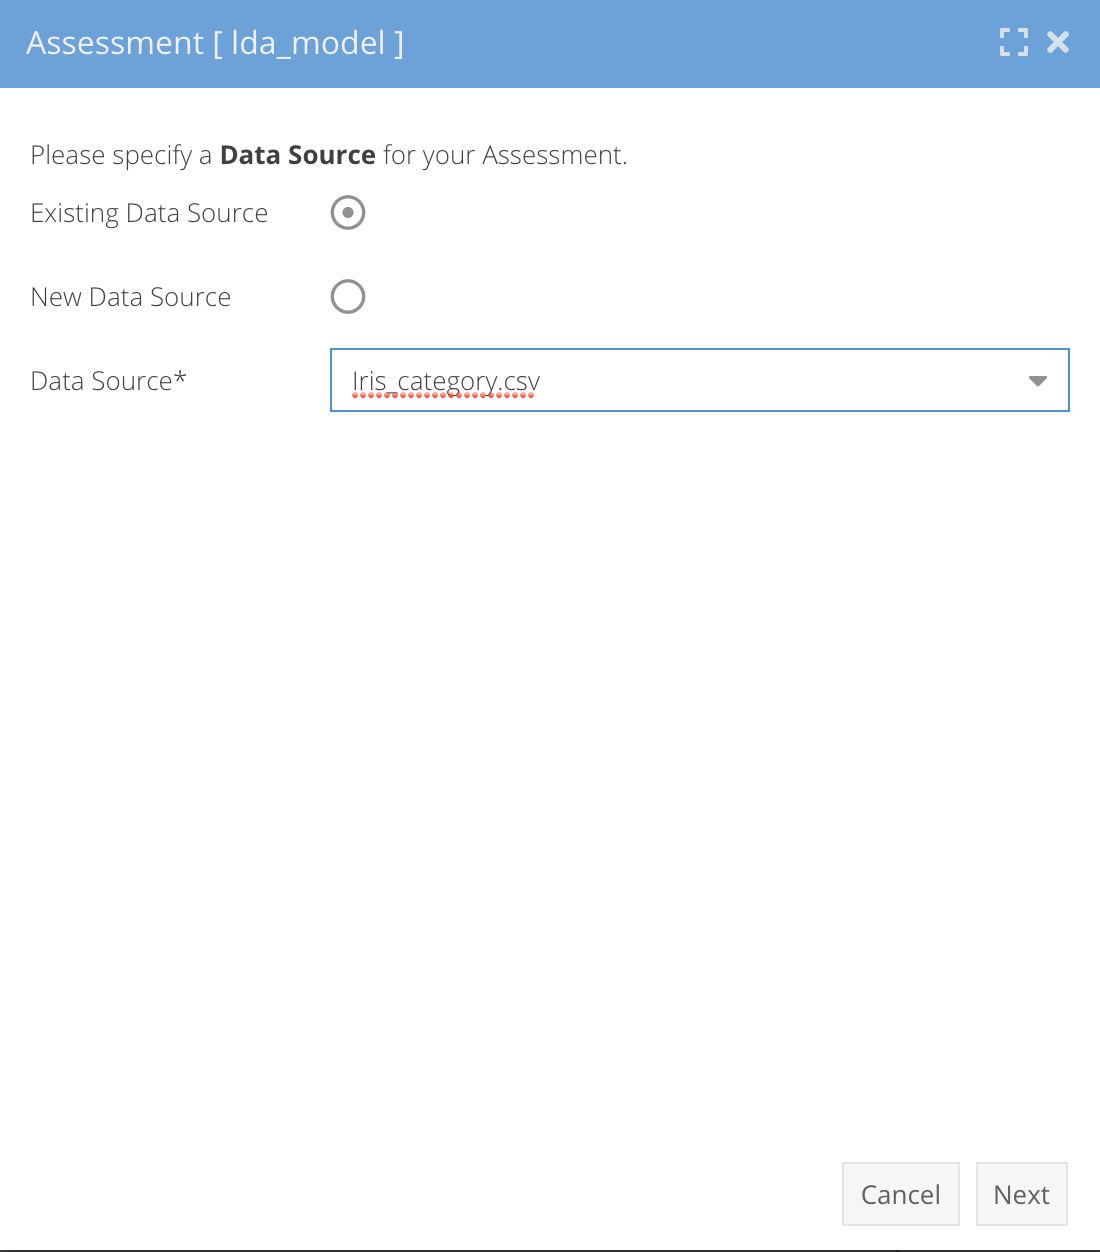 Assessment [ lda_model ]
Please specify a Data Source for your Assessment.
Existing Data Source
New Data Source
Data Source* Iris_category.csv
Cancel Next